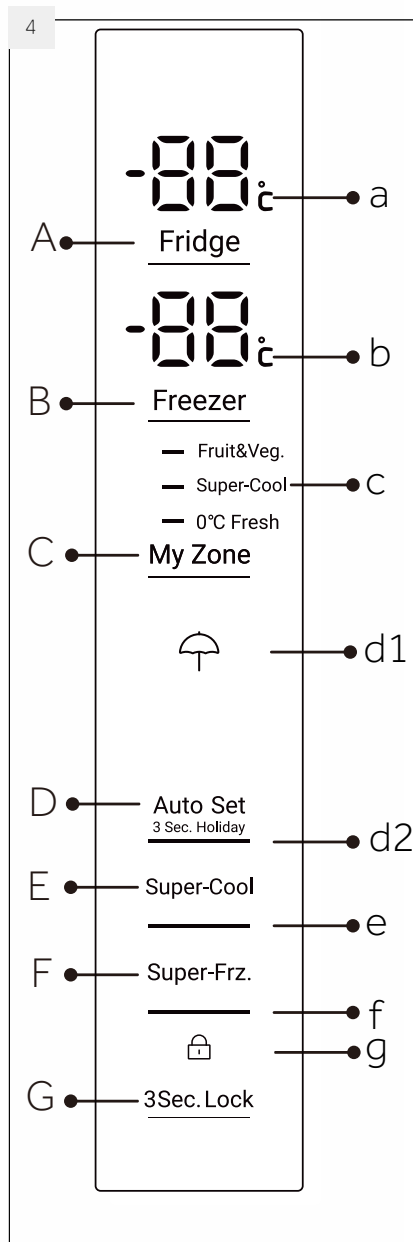 4
-88°C
a
A
Fridge
-88°C
b
B
Freezer
Fruit&Veg.
Super-Cool
c
0°C Fresh
C
My Zone
d1
D
Auto Set
3 Sec. Holiday
d2
E
Super-Cool
e
F
Super-Frz.
f
g
G
3Sec. Lock